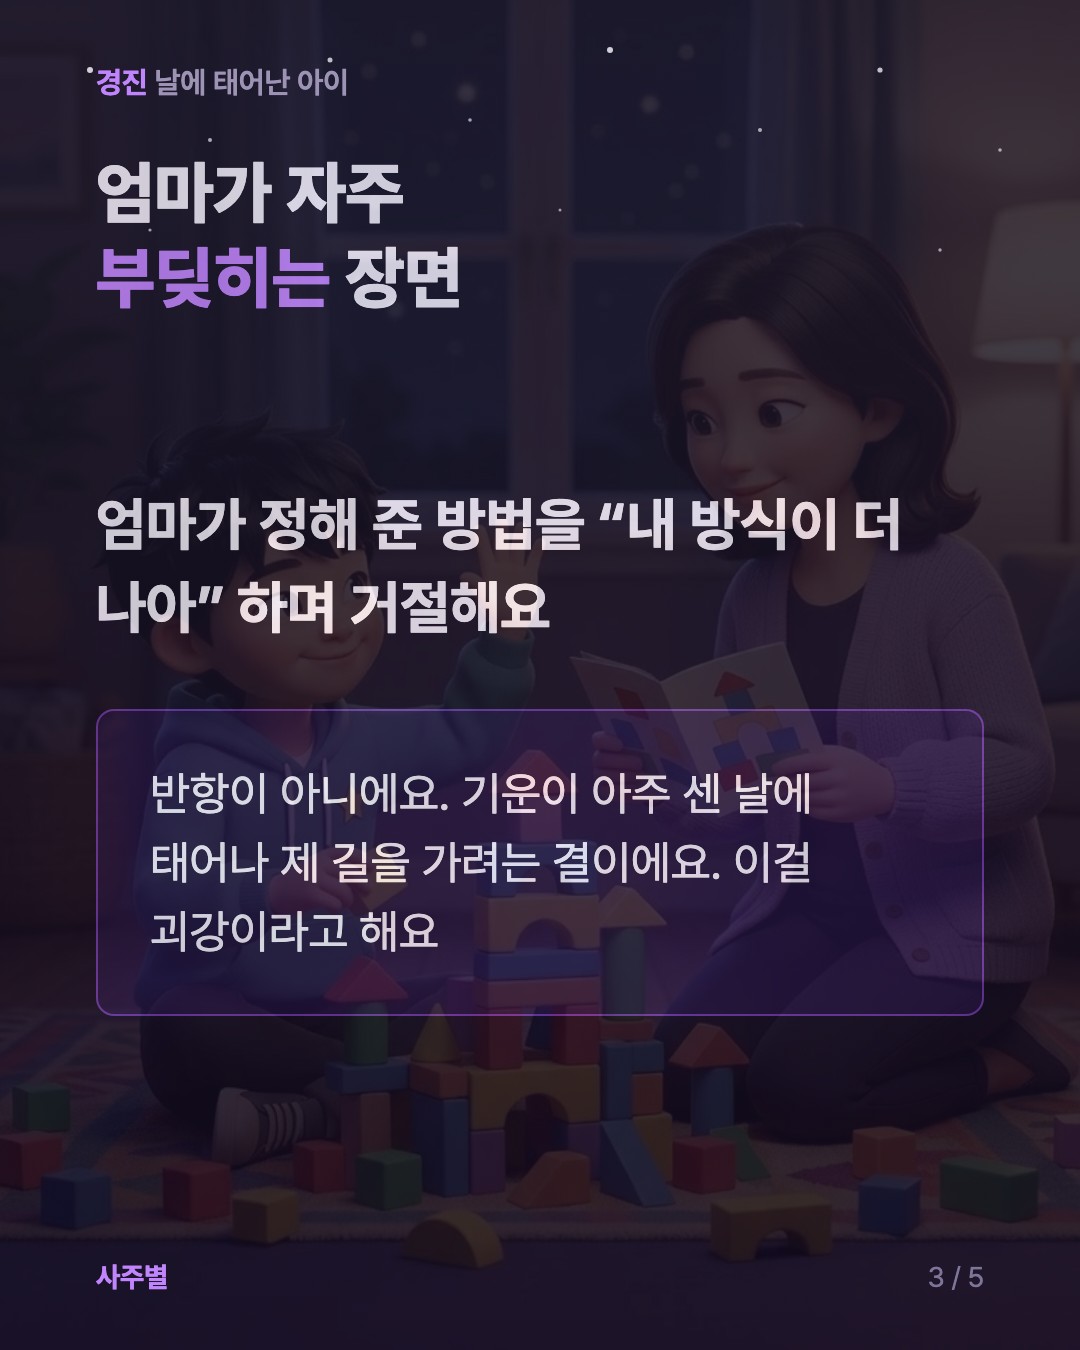 경진 날에 태어난 아이
엄마가 자주
부딪히는 장면
엄마가 정해 준 방법을 “내 방식이 더
나아” 하며 거절해요
반항이 아니에요. 기운이 아주 센 날에
태어나 제 길을 가려는 결이에요. 이걸
괴강이라고 해요
사주별
3 / 5